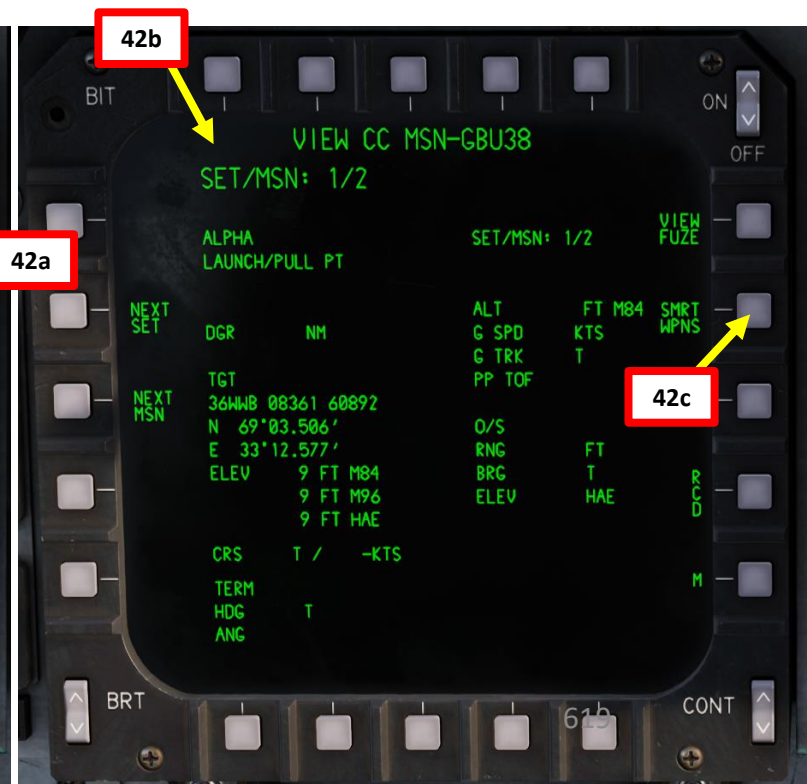 42b
BIT
ON
OFF
VIEW CC MSN-GBU38
SET/MSN: 1/2
42a
ALPHA
LAUNCH/PULL PT
SET/MSN: 1/2
VIEW
FUZE
NEXT
SET
DGR NM
ALT FT M84
G SPD KTS
G TRK T
PP TOF
SMRT
WPNS
42c
NEXT
MSN
TGT
36WWB 08361 60892
N 69°03.506'
E 33°12.577'
ELEV 9 FT M84
9 FT M96
9 FT HAE
O/S
RNG FT
BRG T
ELEV HAE
RCD
CRS T / -KTS
TERM
HDG T
ANG
M
BRT
619
CONT